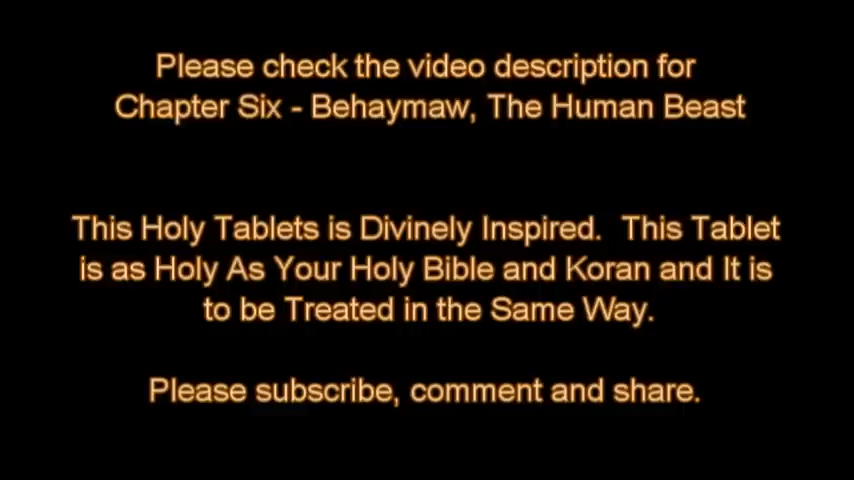 Please check the video description for
Chapter Six - Behaymaw, The Human Beast
This Holy Tablets is Divinely Inspired.  This Tablet
is as Holy As Your Holy Bible and Koran and It is
to be Treated in the Same Way.
Please subscribe, comment and share.